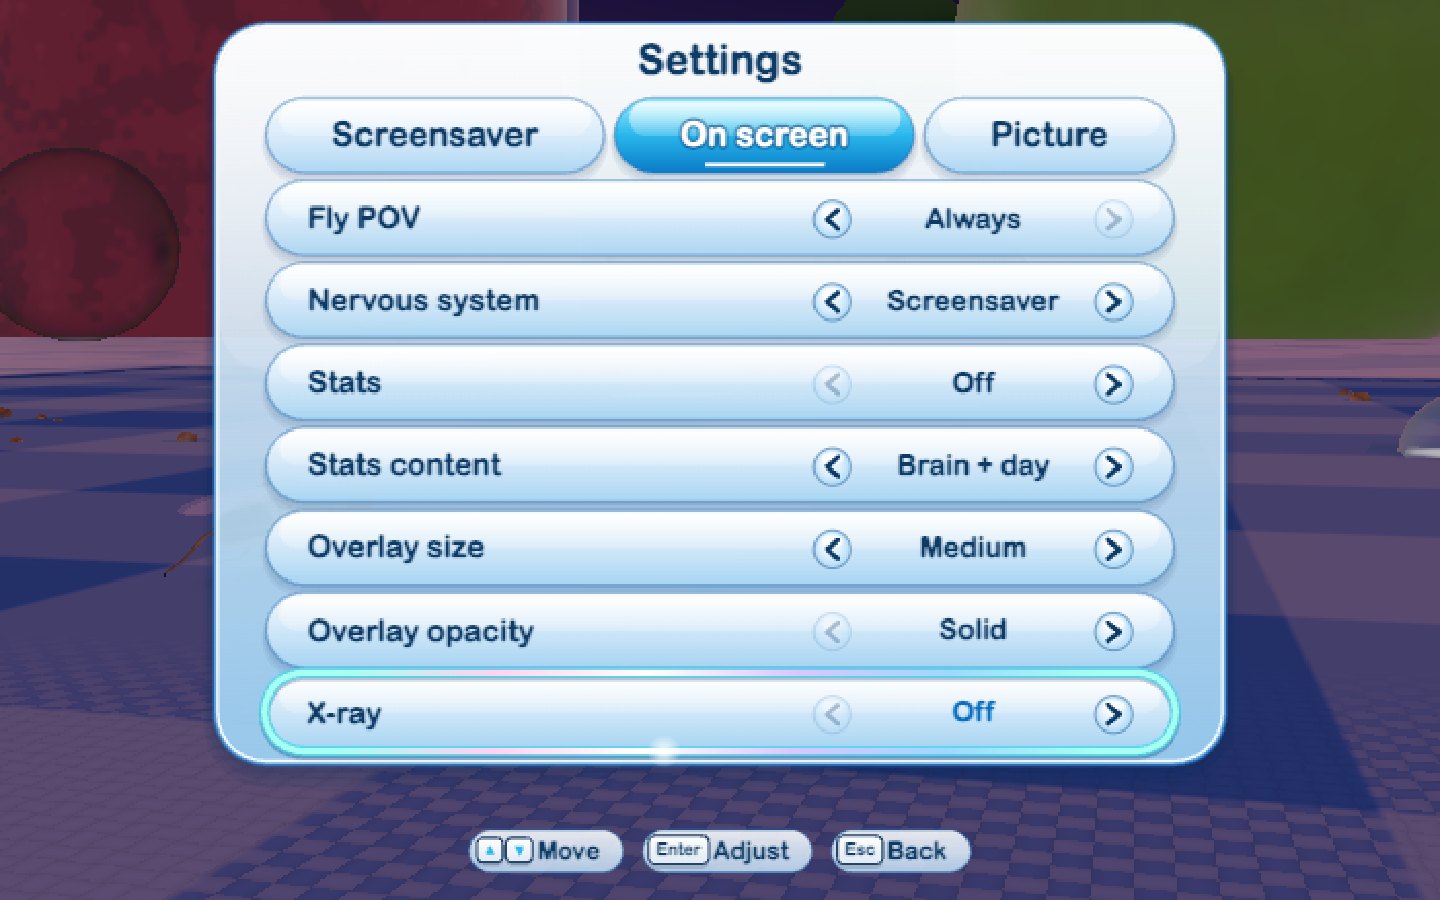 Settings
Screensaver On screen Picture
Fly POV Always
Nervous system Screensaver
Stats Off
Stats content Brain + day
Overlay size Medium
Overlay opacity Solid
X-ray Off
Move Enter Adjust Esc Back